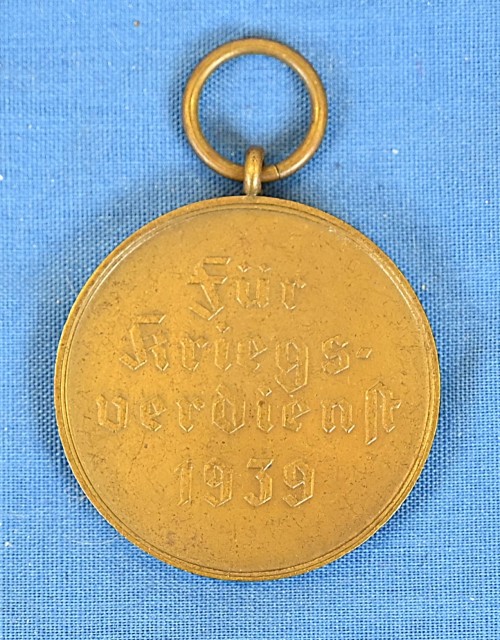 Für
Kriegs-
verdienst
1939